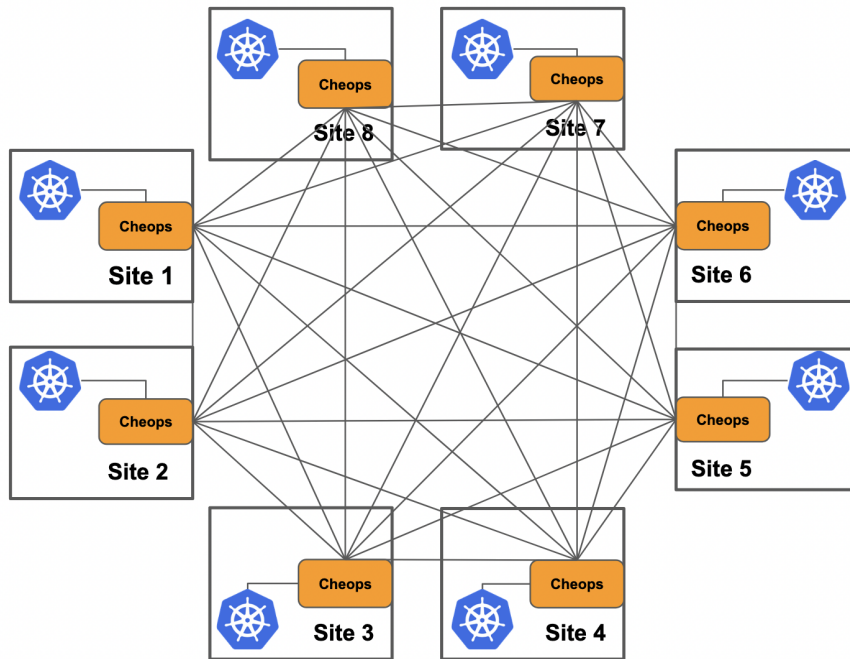 Cheops
Site 8
Cheops
Site 7
Cheops
Site 1
Cheops
Site 6
Cheops
Site 2
Cheops
Site 5
Cheops
Site 3
Cheops
Site 4